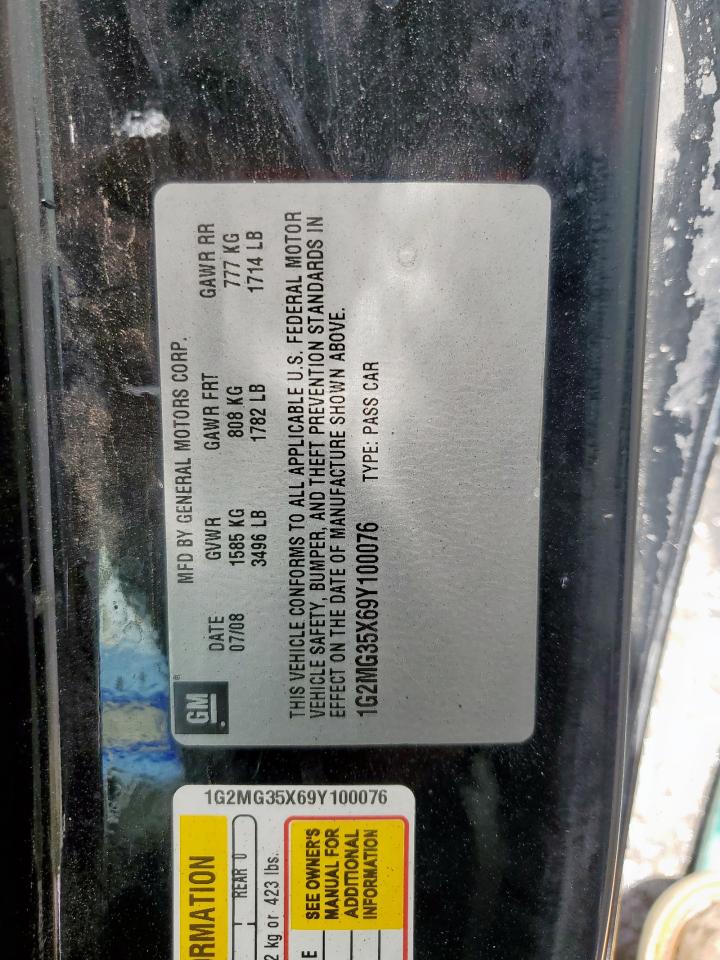 GM
®
MFD BY GENERAL MOTORS CORP.
DATE GVWR GAWR FRT GAWR RR
07/08 1585 KG 808 KG 777 KG
3496 LB 1782 LB 1714 LB
THIS VEHICLE CONFORMS TO ALL APPLICABLE U.S. FEDERAL MOTOR
VEHICLE SAFETY, BUMPER, AND THEFT PREVENTION STANDARDS IN
EFFECT ON THE DATE OF MANUFACTURE SHOWN ABOVE.
1G2MG35X69Y100076 TYPE: PASS CAR
1G2MG35X69Y100076
RMATION
REAR 0
2 kg or 423 lbs.
E
SEE OWNER'S
MANUAL FOR
ADDITIONAL
INFORMATION